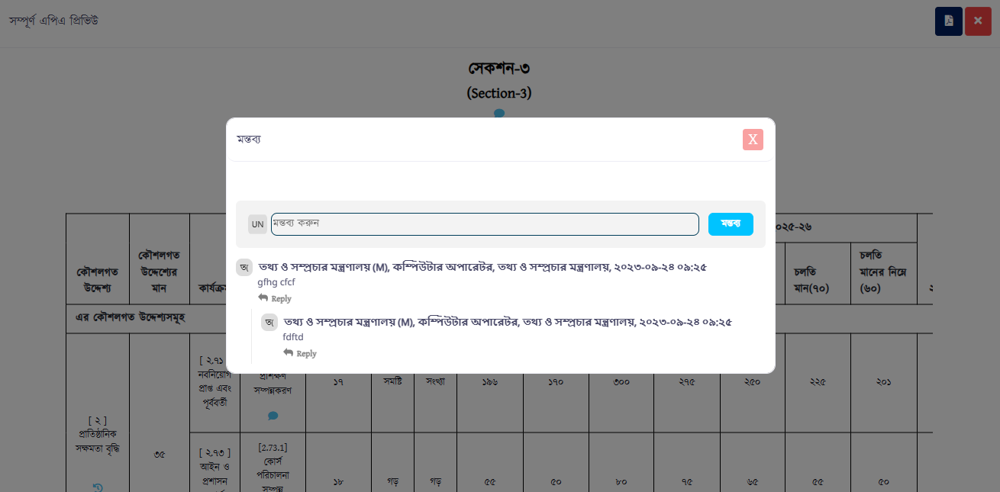 সম্পূর্ণ এপিএ প্রিভিউ
সেকশন-৩
(Section-3)
মন্তব্য
X
UN
মন্তব্য করুন
মন্তব্য
ত(
তথ্য ও সম্প্রচার মন্ত্রণালয় (M), কম্পিউটার অপারেটর, তথ্য ও সম্প্রচার মন্ত্রণালয়, ২০২৩-০৯-২৪ ০৯:২৫
gfhg cfcf
Reply
ত(
তথ্য ও সম্প্রচার মন্ত্রণালয় (M), কম্পিউটার অপারেটর, তথ্য ও সম্প্রচার মন্ত্রণালয়, ২০২৩-০৯-২৪ ০৯:২৫
fdftd
Reply
কৌশলগত
উদ্দেশ্য
কৌশলগত
উদ্দেশ্যের
মান
কার্যক্র
০২৫-২৬
চলতি
মান(৭০)
চলতি
মানের নিম্নে
(৬০)
এর কৌশলগত উদ্দেশ্যসমূহ
[ ২ ]
প্রাতিষ্ঠানিক
সক্ষমতা বৃদ্ধি
৩৫
[ ২.৭১
নবনিয়োগ
প্রাপ্ত এবং
পূর্ববর্তী
প্রশিক্ষণ
সম্পন্নকরণ
১৭
সমষ্টি
সংখ্যা
১৯৬
১৭০
৩০০
২৭৫
২৫০
২২৫
২০১
[ ২.৭৩ ]
আইন ও
প্রশাসন
[2.73.1]
কোর্স
পরিচালনা
সম্পন্ন
১৮
গড়
গড়
৫৫
৫০
৮০
৭৫
৬৫
৫৫
৫০